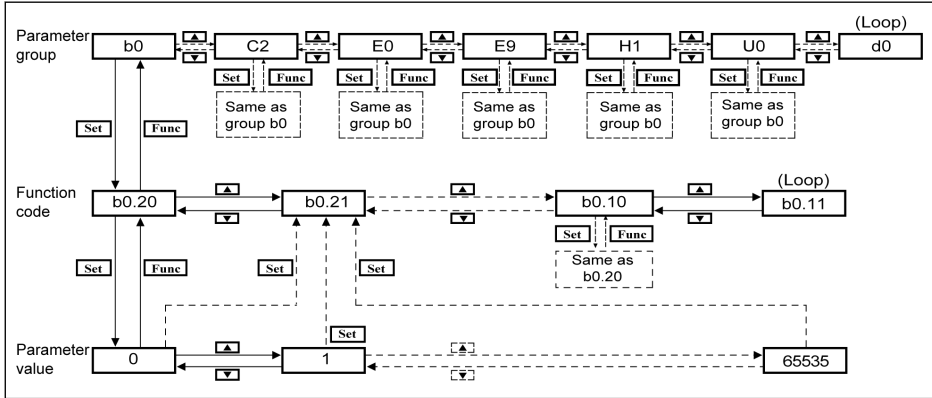 (Loop)
Parameter
group
b0
▲
▼
C2
▲
▼
E0
▲
▼
E9
▲
▼
H1
▲
▼
U0
▲
▼
d0
Set Func
Set Func
Set Func
Set Func
Set Func
Same as
group b0
Same as
group b0
Same as
group b0
Same as
group b0
Same as
group b0
Set Func
Function
code
b0.20
▲
▼
b0.21
▲
▼
b0.10
▲
▼
(Loop)
b0.11
Set Func
Same as
b0.20
Set Func
Set
Set
Set
Parameter
value
0
▲
▼
1
▲
▼
65535